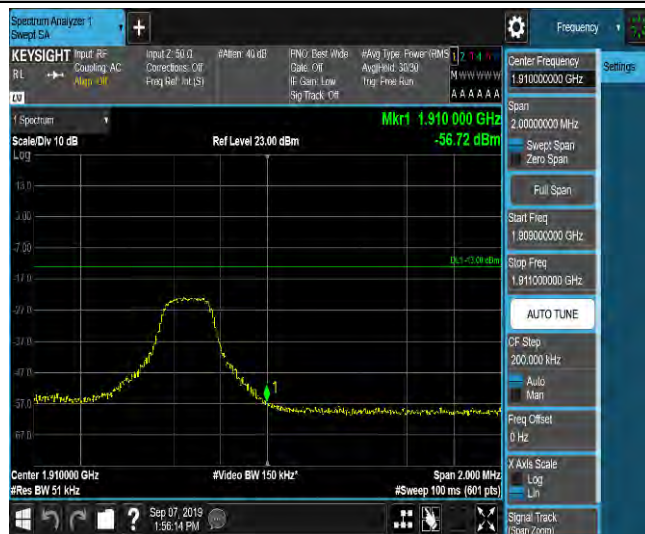 Spectrum Analyzer 1
Swept SA
+
Frequency
KEYSIGHT Input: RF
RL
Coupling: AC
Align: Off
Input Z: 50 Ω
Corrections: Off
Freq Ref: Int (S)
#Atten: 40 dB
PNO: Best Wide
Gate: Off
IF Gain: Low
Sig Track: Off
#Avg Type: Power (RMS
Avg|Hold: 30/30
Trig: Free Run
M W W W W W
A A A A A A
LW
Center Frequency
1.910000000 GHz
Settings
Span
2.00000000 MHz
Swept Span
Zero Span
Full Span
Start Freq
1.909000000 GHz
Stop Freq
1.911000000 GHz
AUTO TUNE
CF Step
200.000 kHz
Auto
Man
Freq Offset
0 Hz
X Axis Scale
Log
Lin
Signal Track
(Span Zoom)
1 Spectrum
Scale/Div 10 dB
Log
Ref Level 23.00 dBm
Mkr1 1.910 000 GHz
-56.72 dBm
13.0
3.00
-7.00
DL1 -13.00 dBm
-17.0
-27.0
-37.0
-47.0
-57.0
-67.0
1
Center 1.910000 GHz
#Res BW 51 kHz
#Video BW 150 kHz*
Span 2.000 MHz
#Sweep 100 ms (601 pts)
?
Sep 07, 2019
1:56:14 PM